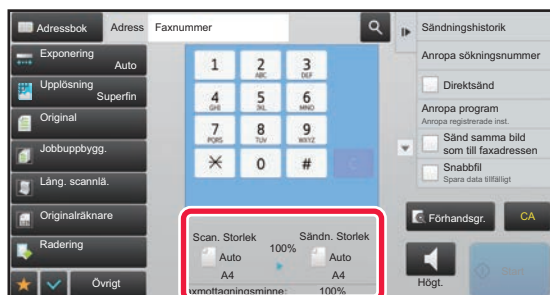 Adressbok
Adress
Faxnummer
Exponering
Auto
Upplösning
Superfin
Original
Jobbuppbygg.
Lång. scannlä.
Originalräknare
Radering
Övrigt
1
2
ABC
3
DEF
4
GHI
5
JKL
6
MNO
7
PQRS
8
TUV
9
WXYZ
0
#
C
Scan. Storlek
100%
Sändn. Storlek
Auto
A4
Auto
A4
axmottagningsminne:
100%
Sändningshistorik
Anropa sökningsnummer
Direktsänd
Anropa program
Anropa registrerade inst.
Sänd samma bild
som till faxadressen
Snabbfil
Spara data tillfälligt
Förhandsgr.
CA
Högt.
Start